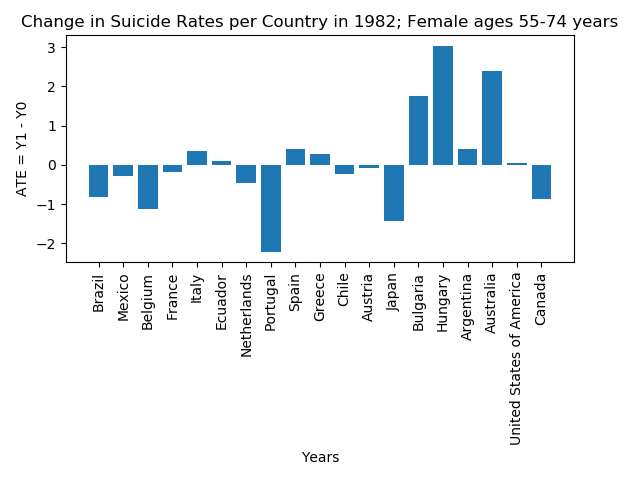 Change in Suicide Rates per Country in 1982; Female ages 55-74 years
ATE = Y1 - Y0
3
2
1
0
−1
−2
Brazil
Mexico
Belgium
France
Italy
Ecuador
Netherlands
Portugal
Spain
Greece
Chile
Austria
Japan
Bulgaria
Hungary
Argentina
Australia
United States of America
Canada
Years